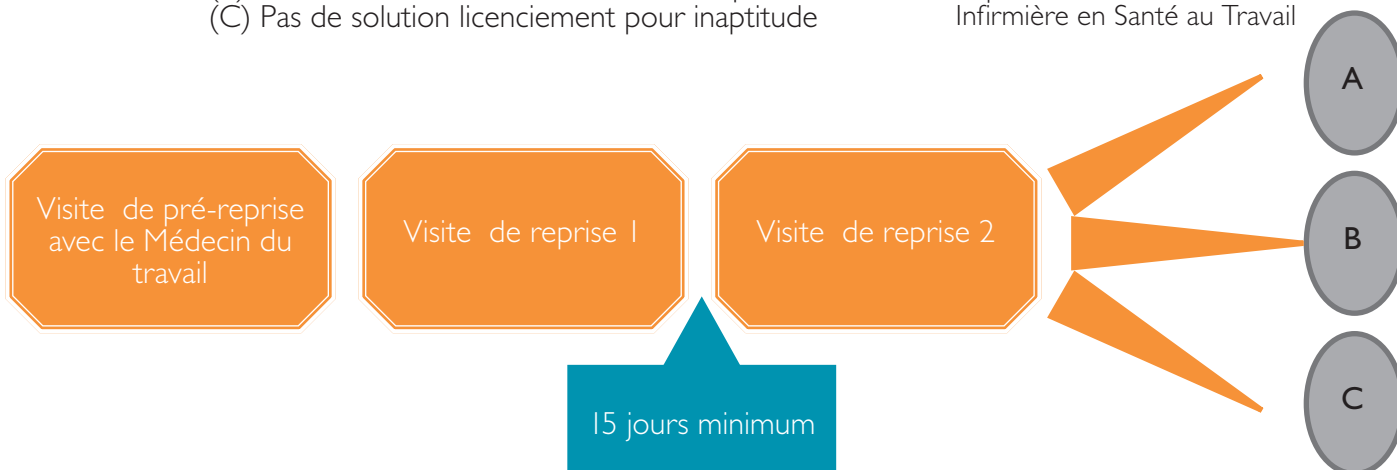 (C) Pas de solution licenciement pour inaptitude
Infirmière en Santé au Travail
Visite de pré-reprise
avec le Médecin du
travail
Visite de reprise 1
Visite de reprise 2
15 jours minimum
A
B
C